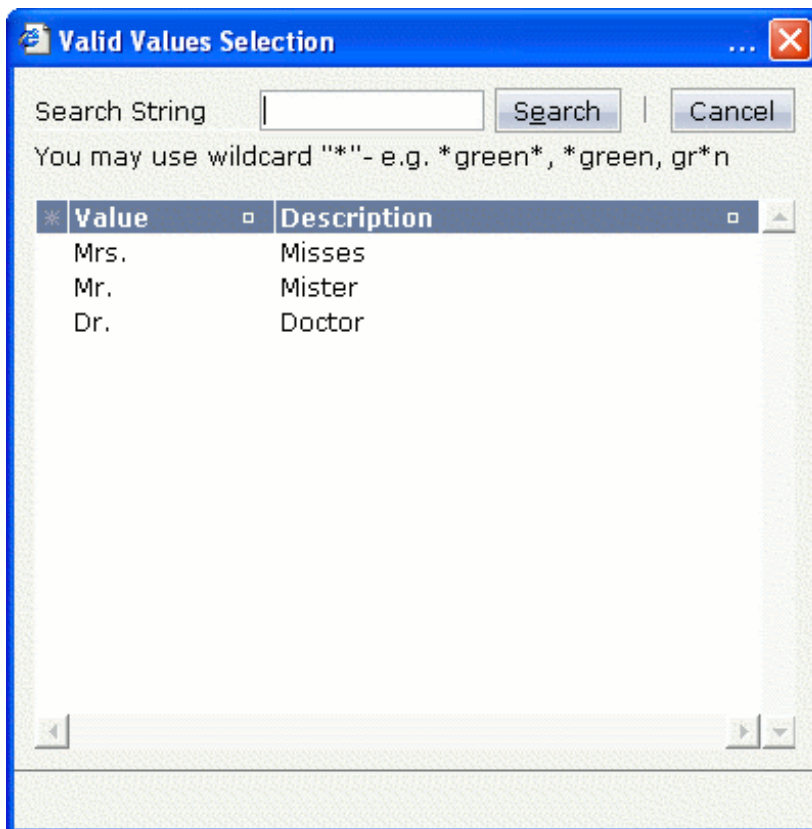 Valid Values Selection ...
Search String Search | Cancel
You may use wildcard "*"- e.g. *green*, *green, gr*n
Value Description
Mrs. Misses
Mr. Mister
Dr. Doctor